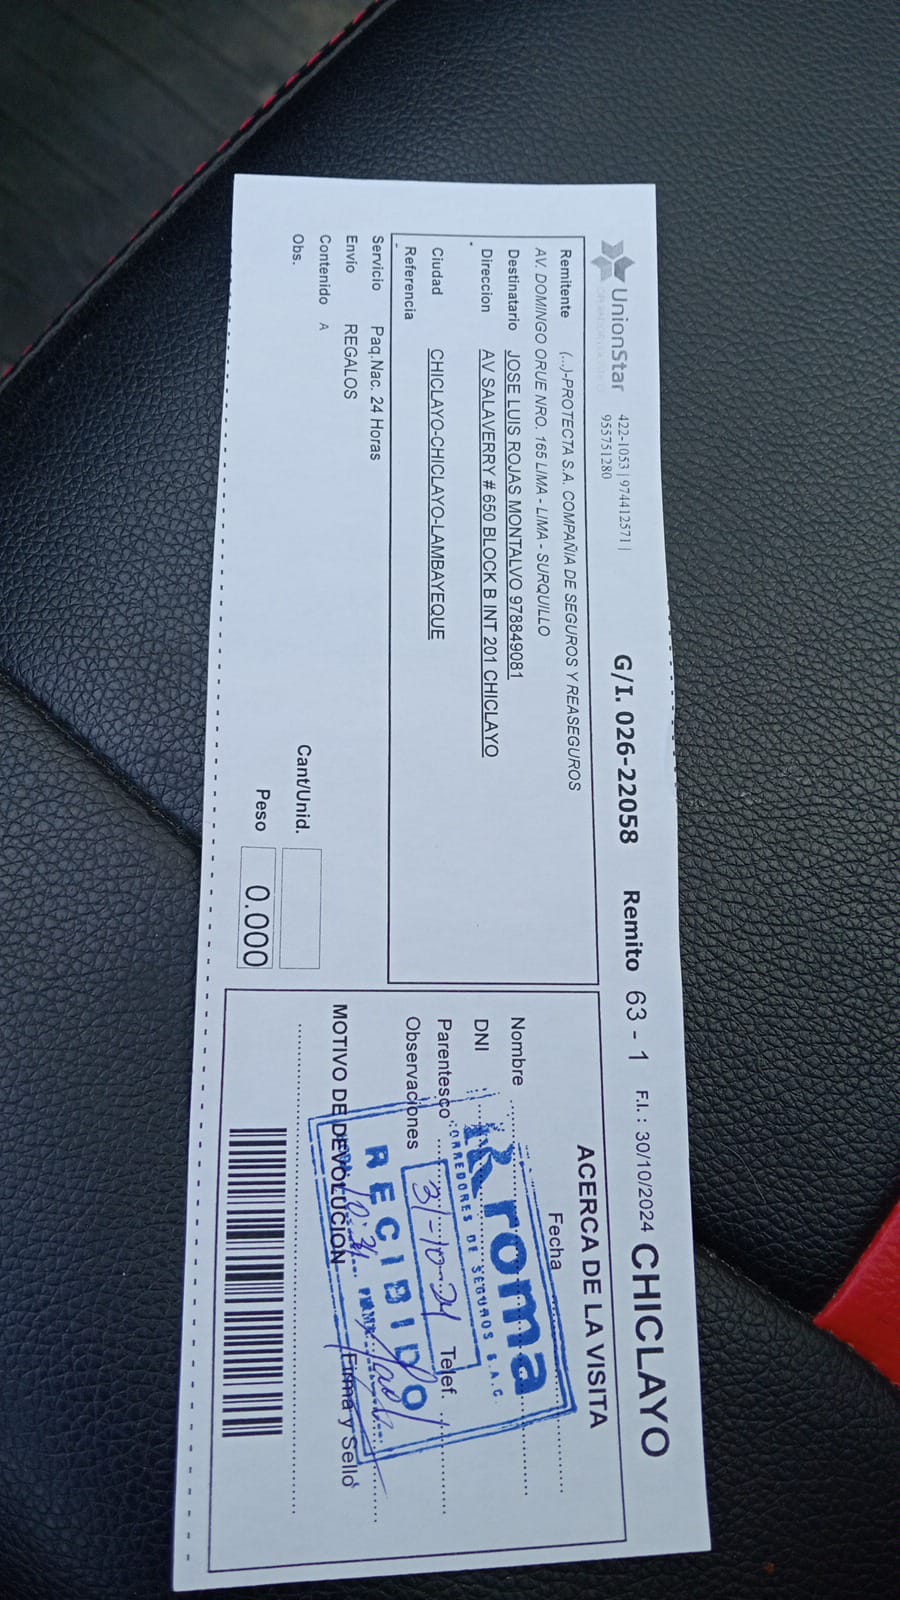 UnionStar
422-1053 | 974412571 |
955751280
G/I. 026-22058 Remito 63 - 1 F.I.: 30/10/2024 CHICLAYO
Remitente (...)-PROTECTA S.A. COMPAÑIA DE SEGUROS Y REASEGUROS
AV. DOMINGO ORUE NRO. 165 LIMA - LIMA - SURQUILLO
Destinatario JOSE LUIS ROJAS MONTALVO 978849081
Direccion AV SALAVERRY # 650 BLOCK B INT 201 CHICLAYO
Ciudad CHICLAYO-CHICLAYO-LAMBAYEQUE
Referencia
Servicio Paq.Nac. 24 Horas
Envío REGALOS
Contenido A
Obs.
Cant/Unid.
Peso 0.000
ACERCA DE LA VISITA
Fecha
Nombre
DNI
Parentesco Telef.
Observaciones
MOTIVO DE DEVOLUCION Firma y Sello
roma
CORREDORES DE SEGUROS S.A.C.
31-10-24
RECIBIDO
FIRMA